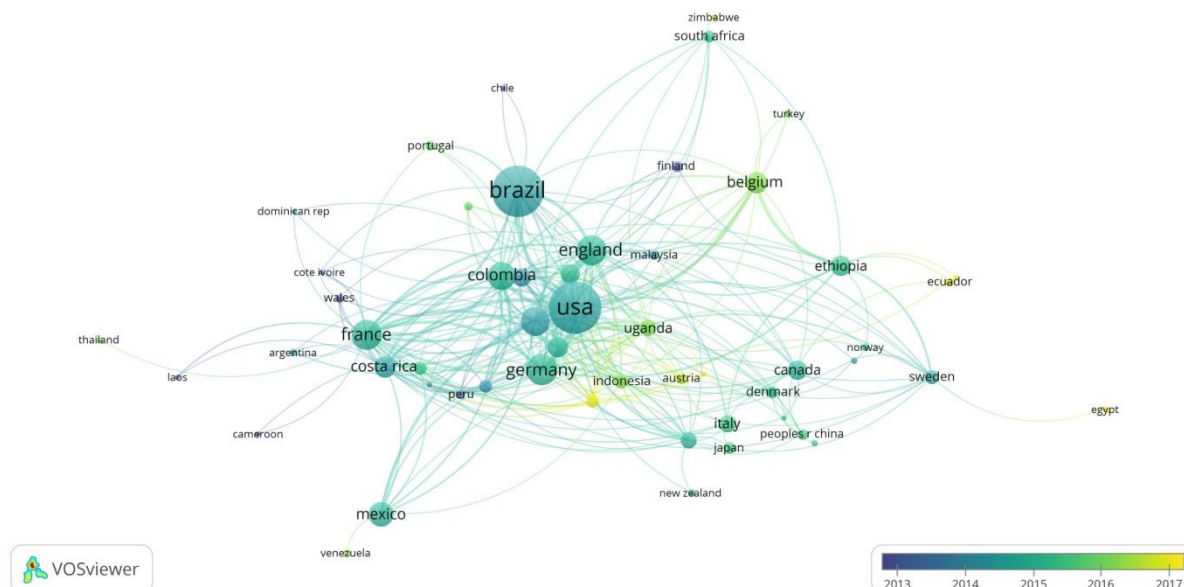 zimbabwe
south africa
chile
turkey
portugal
finland
brazil
belgium
dominican rep
england
malaysia
ethiopia
colombia
cote ivoire
ecuador
wales
usa
uganda
thailand
france
norway
argentina
costa rica
germany
canada
laos
indonesia
austria
sweden
peru
denmark
egypt
italy
cameroon
peoples r china
japan
new zealand
mexico
venezuela
VOSviewer
2013 2014 2015 2016 2017